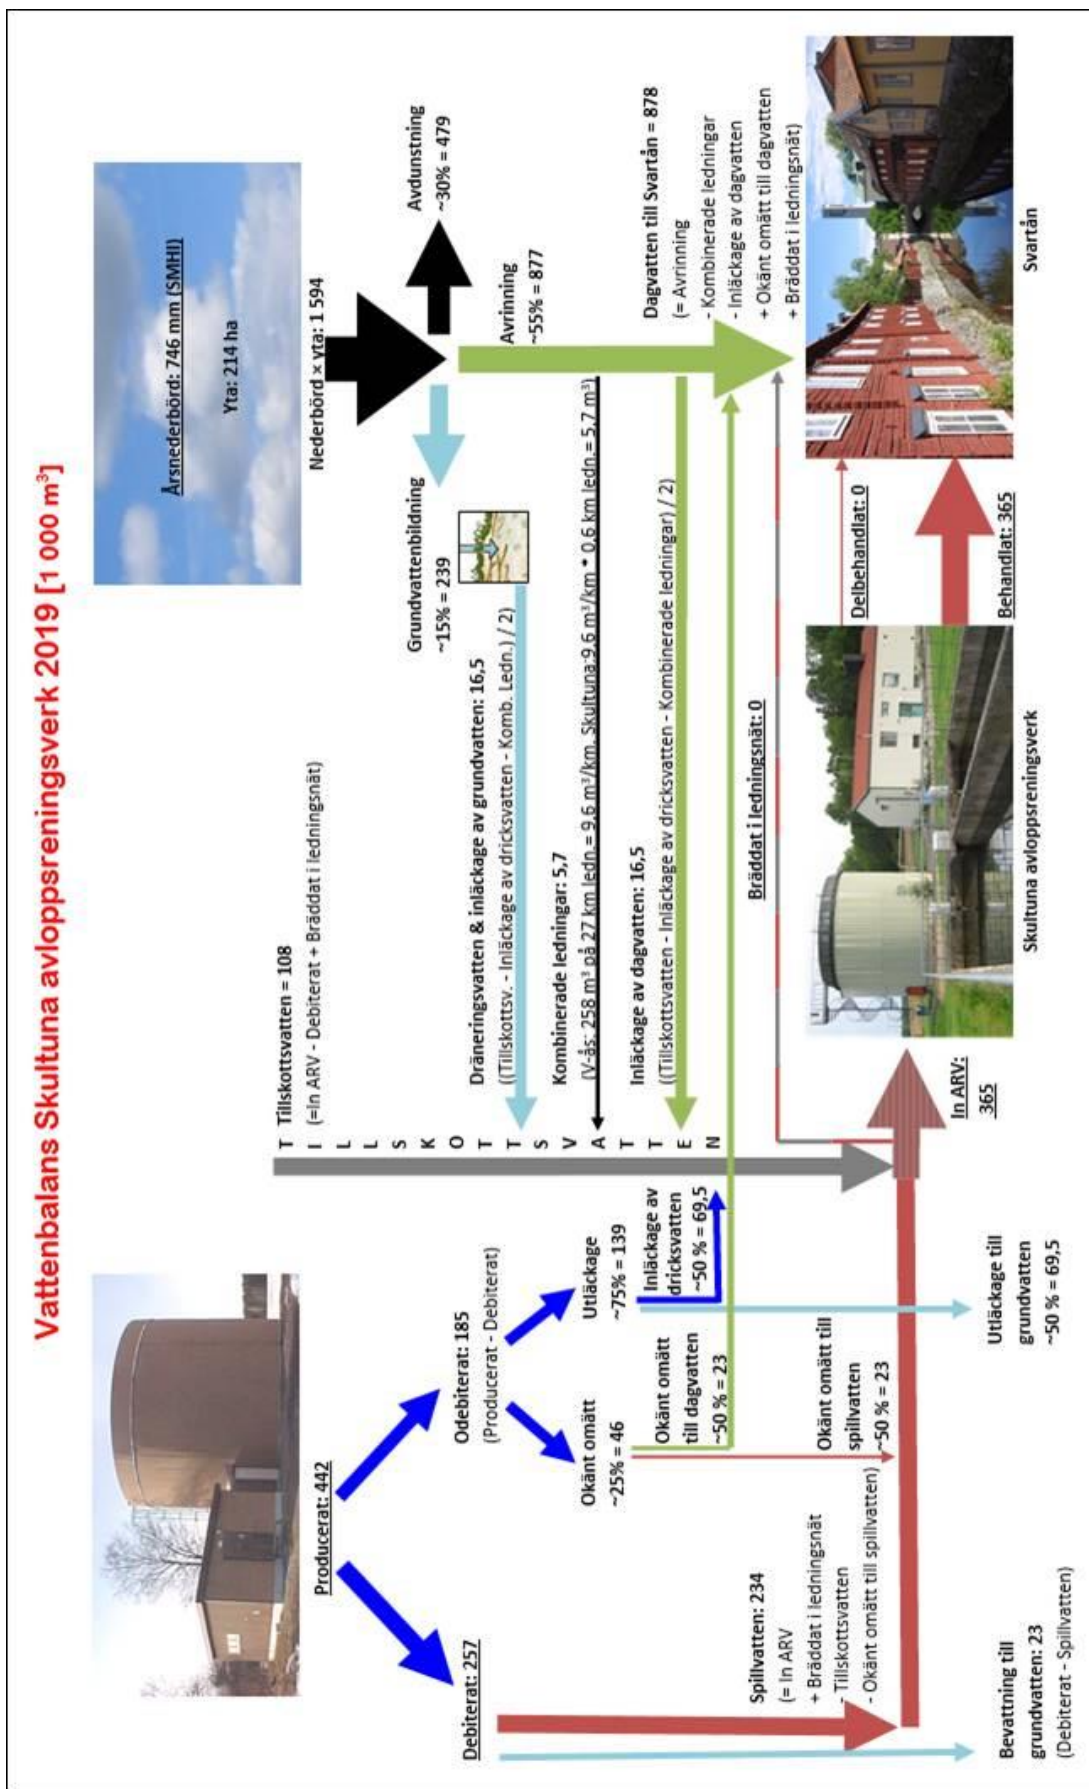 Vattenbalans Skultuna avloppsreningsverk 2019 [1 000 m³]
Producerat: 442
Debiterat: 257
Odebiterat: 185
(Producerat - Debiterat)
Okänt omätt
~25% = 46
Utläckage
~75% = 139
Okänt omätt
till dagvatten
~50 % = 23
Inläckage av
dricksvatten
~50 % = 69,5
Spillvatten: 234
(= In ARV
+ Bräddat i ledningsnät
- Tillskottsvatten
- Okänt omätt till spillvatten)
Okänt omätt till
spillvatten
~50 % = 23
Bevattning till
grundvatten: 23
(Debiterat - Spillvatten)
Utläckage till
grundvatten
~50 % = 69,5
T
I
L
L
S
K
O
T
T
S
V
A
T
T
E
N
Tillskottsvatten = 108
(=In ARV - Debiterat + Bräddat i ledningsnät)
Dräneringsvatten & inläckage av grundvatten: 16,5
((Tillskottsv. - Inläckage av dricksvatten - Komb. Ledn.) / 2)
Kombinerade ledningar: 5,7
(V-ås: 258 m³ på 27 km ledn.= 9,6 m³/km. Skultuna:9,6 m³/km * 0,6 km ledn.= 5,7 m³)
Inläckage av dagvatten: 16,5
((Tillskottsvatten - Inläckage av dricksvatten - Kombinerade ledningar) / 2)
Bräddat i ledningsnät: 0
In ARV:
365
Skultuna avloppsreningsverk
Delbehandlat: 0
Behandlat: 365
Årsnederbörd: 746 mm (SMHI)
Yta: 214 ha
Nederbörd × yta: 1 594
Grundvattenbildning
~15% = 239
Avdunstning
~30% = 479
Avrinning
~55% = 877
Dagvatten till Svartån = 878
(= Avrinning
- Kombinerade ledningar
- Inläckage av dagvatten
+ Okänt omätt till dagvatten
+ Bräddat i ledningsnät)
Svartån